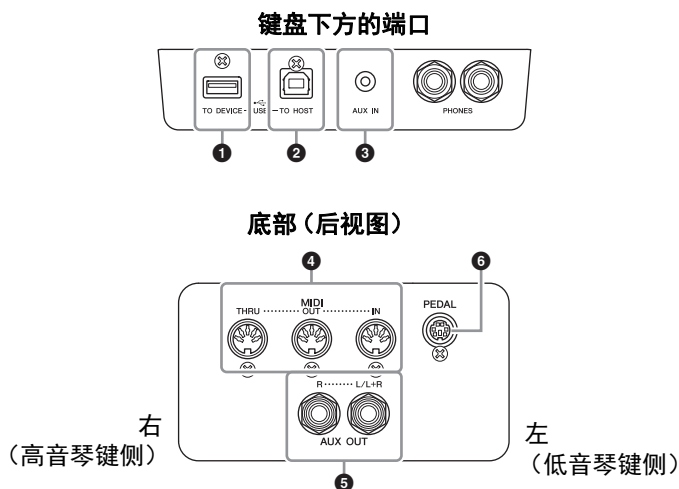 键盘下方的端口
TO DEVICE
USB
TO HOST
AUX IN
PHONES
1 2 3
底部（后视图）
4 6
MIDI
THRU OUT IN
PEDAL
R L/L+R
AUX OUT
右
（高音琴键侧）
左
（低音琴键侧）
5